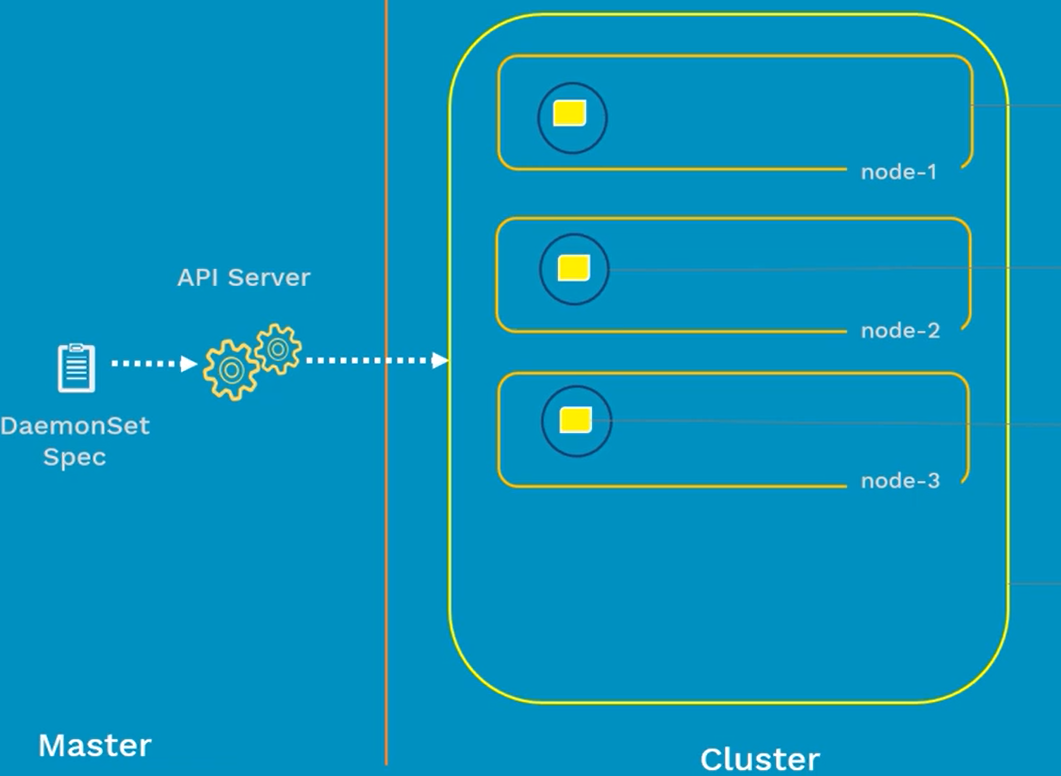 API Server
DaemonSet
Spec
Master
node-1
node-2
node-3
Cluster